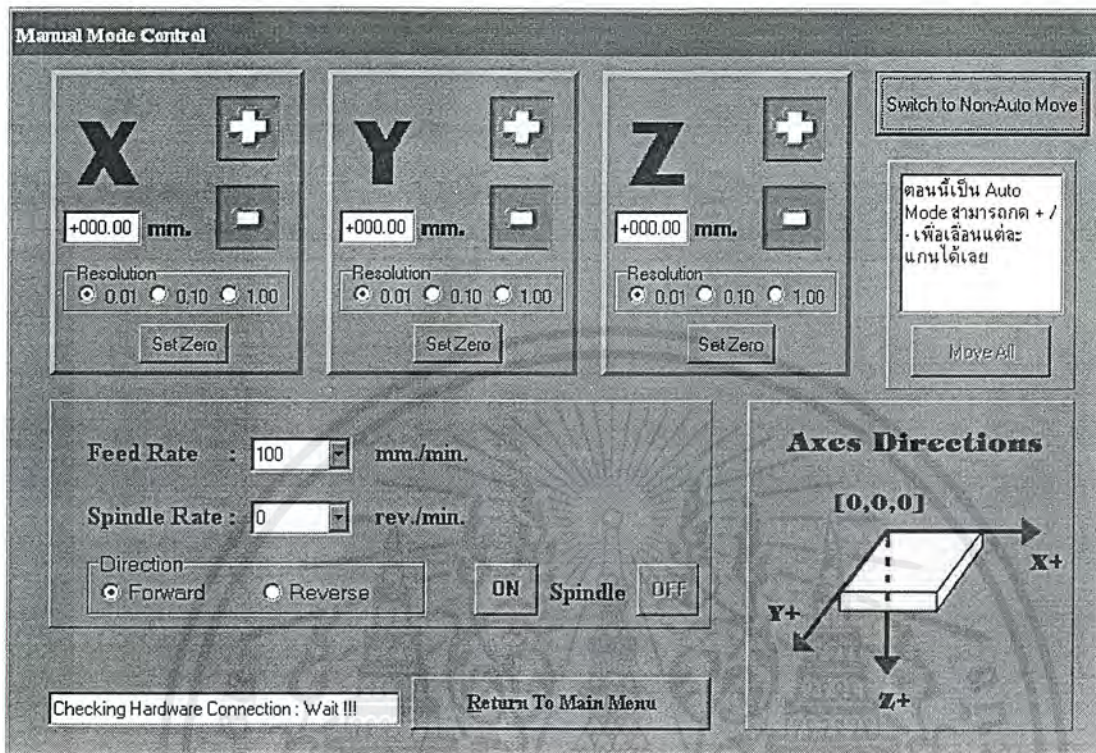 Manual Mode Control
X
+000.00 mm.
Resolution
0.01 0.10 1.00
Set Zero
Y
+000.00 mm.
Resolution
0.01 0.10 1.00
Set Zero
Z
+000.00 mm.
Resolution
0.01 0.10 1.00
Set Zero
Switch to Non-Auto Move
ตอนนี้เป็น Auto
Mode สามารถกด + /
- เพื่อเลื่อนแต่ละ
แกนได้เลย
Move All
Feed Rate : 100 mm./min.
Spindle Rate : 0 rev./min.
Direction
Forward Reverse
ON Spindle OFF
Axes Directions
[0,0,0]
X+
Y+
Z+
Checking Hardware Connection : Wait !!!
Return To Main Menu